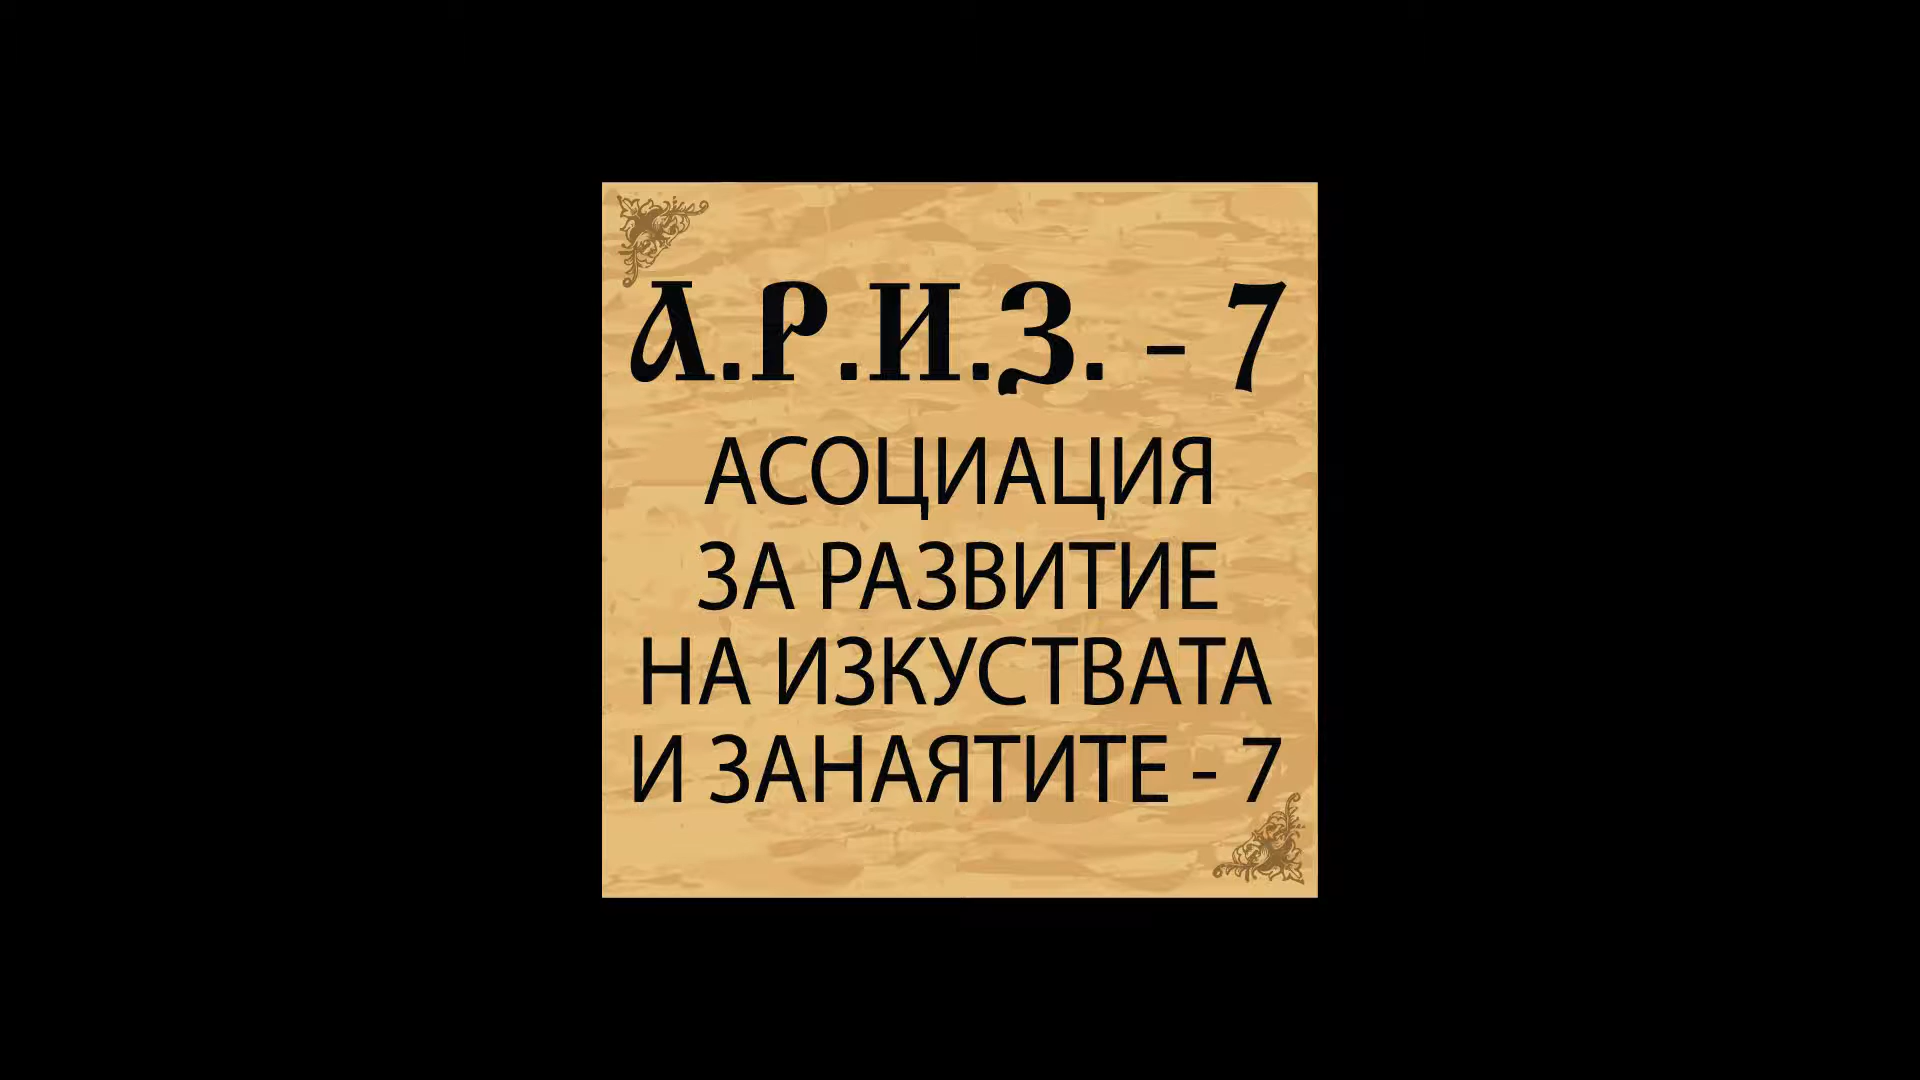 А.Р.И.З. - 7
АСОЦИАЦИЯ
ЗА РАЗВИТИЕ
НА ИЗКУСТВАТА
И ЗАНАЯТИТЕ - 7